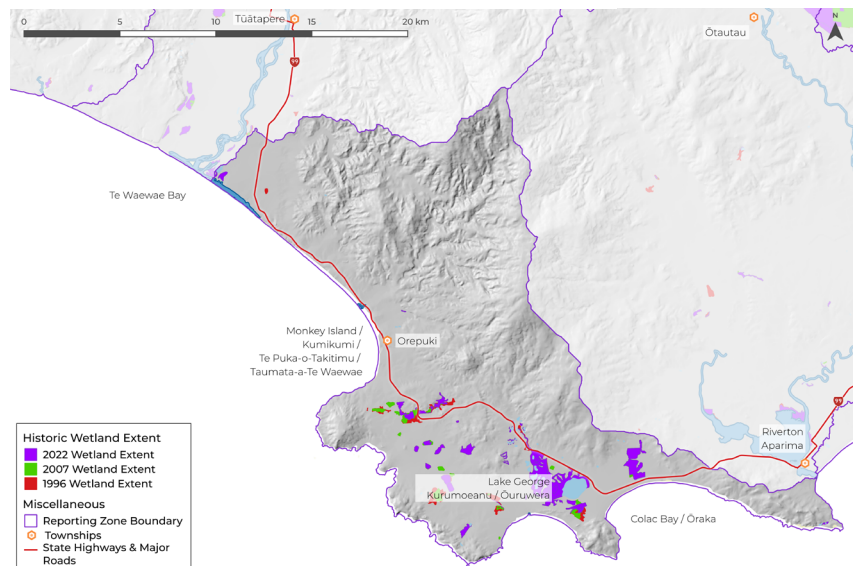 0 5 10 15 20 km
Tūātapere
Ōtautau
N
99
Te Waewae Bay
Monkey Island /
Kumikumi /
Te Puka-o-Takitimu /
Taumata-a-Te Waewae
Orepuki
99
Riverton
Aparima
Lake George
Kurumoeanu / Ōuruwera
Colac Bay / Ōraka
Historic Wetland Extent
2022 Wetland Extent
2007 Wetland Extent
1996 Wetland Extent
Miscellaneous
Reporting Zone Boundary
Townships
State Highways & Major
Roads